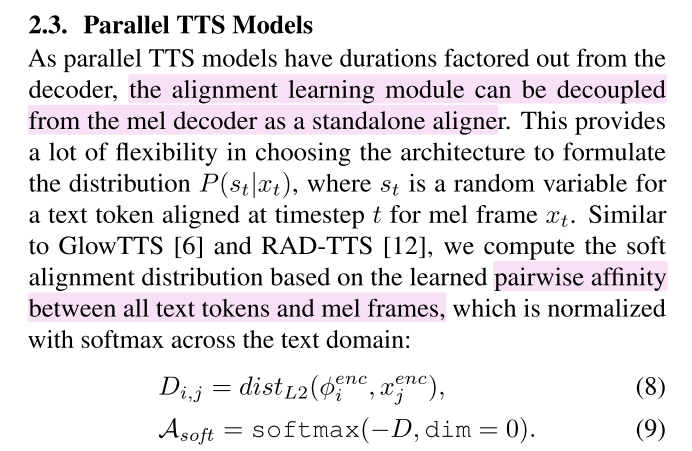 2.3. Parallel TTS Models
As parallel TTS models have durations factored out from the
decoder, the alignment learning module can be decoupled
from the mel decoder as a standalone aligner. This provides
a lot of flexibility in choosing the architecture to formulate
the distribution P(s_t|x_t), where s_t is a random variable for
a text token aligned at timestep t for mel frame x_t. Similar
to GlowTTS [6] and RAD-TTS [12], we compute the soft
alignment distribution based on the learned pairwise affinity
between all text tokens and mel frames, which is normalized
with softmax across the text domain:
D_{i,j} = dist_{L2}(ϕ_i^{enc}, x_j^{enc}), (8)
𝒜_{soft} = softmax(−D, dim = 0). (9)